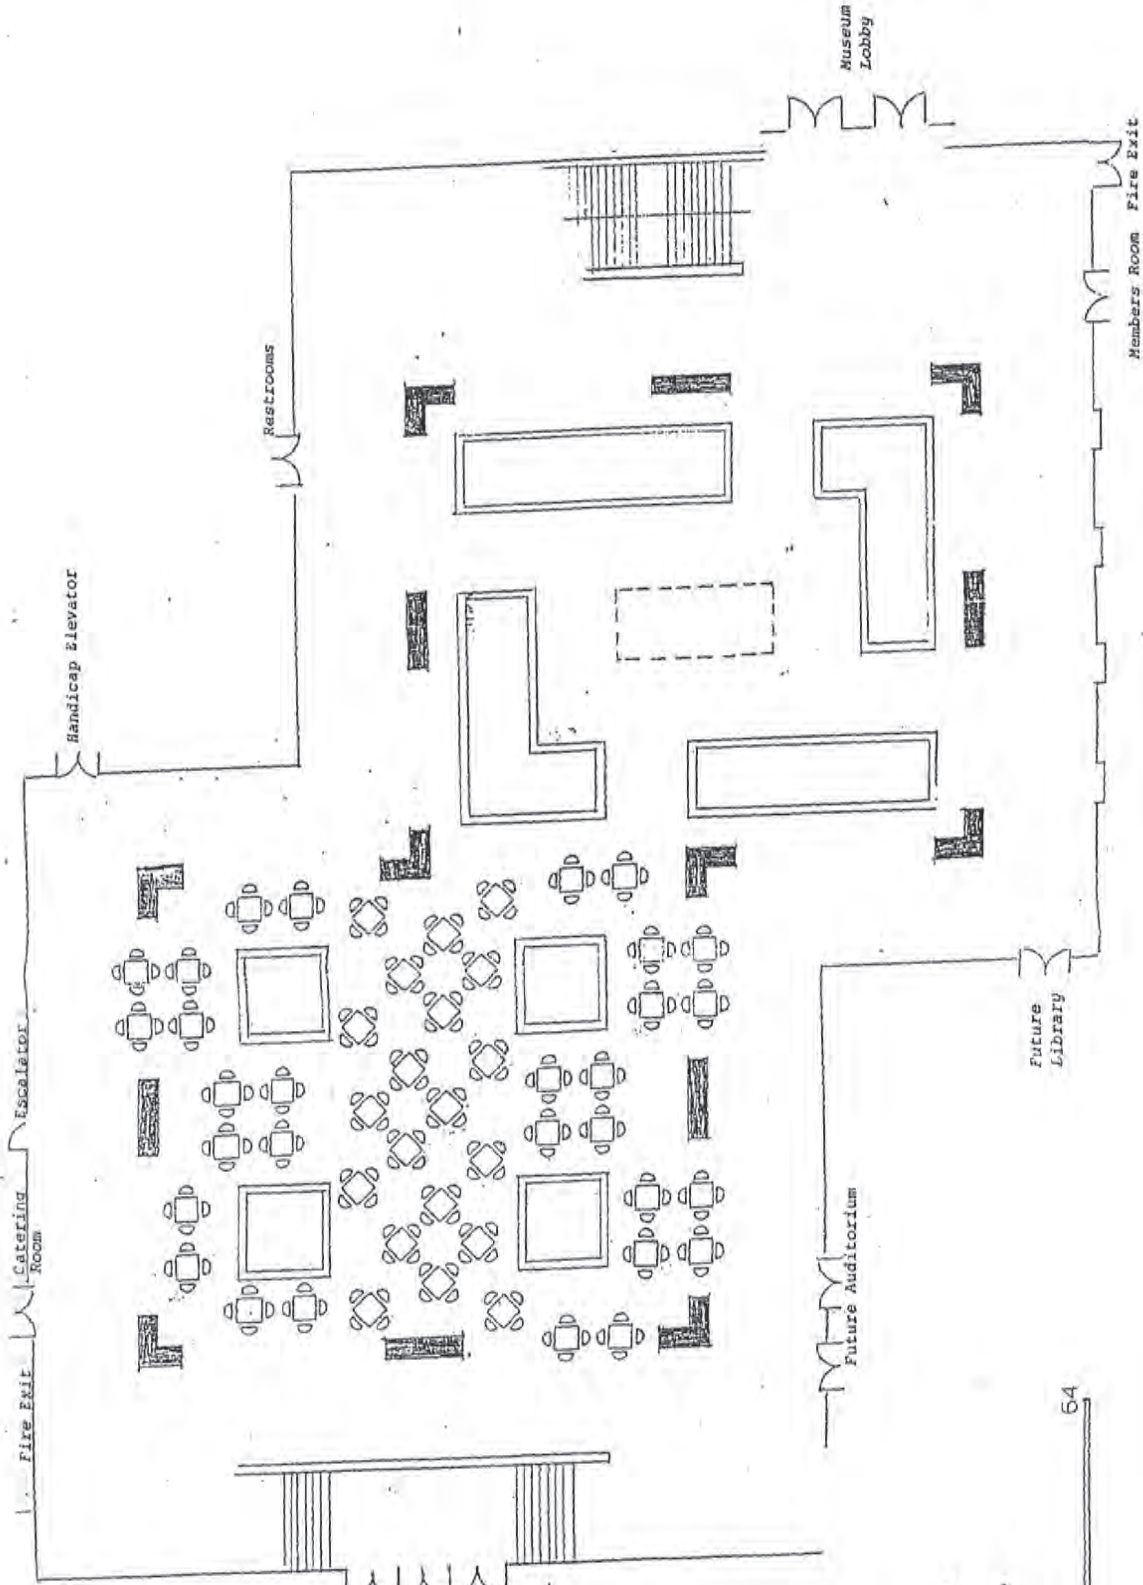 Museum
Lobby
Fire Exit
Members Room
Restrooms
Handicap Elevator
Escalator
Catering
Room
Fire Exit
Future
Library
Future Auditorium
64